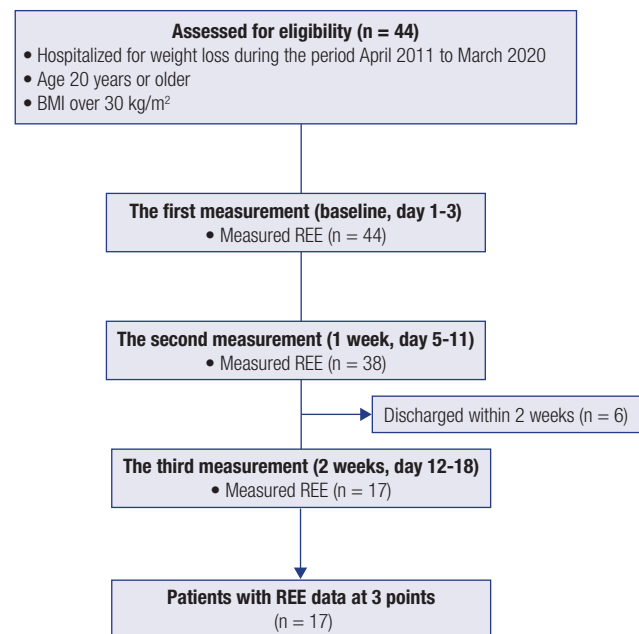 Assessed for eligibility (n = 44)
• Hospitalized for weight loss during the period April 2011 to March 2020
• Age 20 years or older
• BMI over 30 kg/m²
The first measurement (baseline, day 1-3)
• Measured REE (n = 44)
The second measurement (1 week, day 5-11)
• Measured REE (n = 38)
Discharged within 2 weeks (n = 6)
The third measurement (2 weeks, day 12-18)
• Measured REE (n = 17)
Patients with REE data at 3 points
(n = 17)